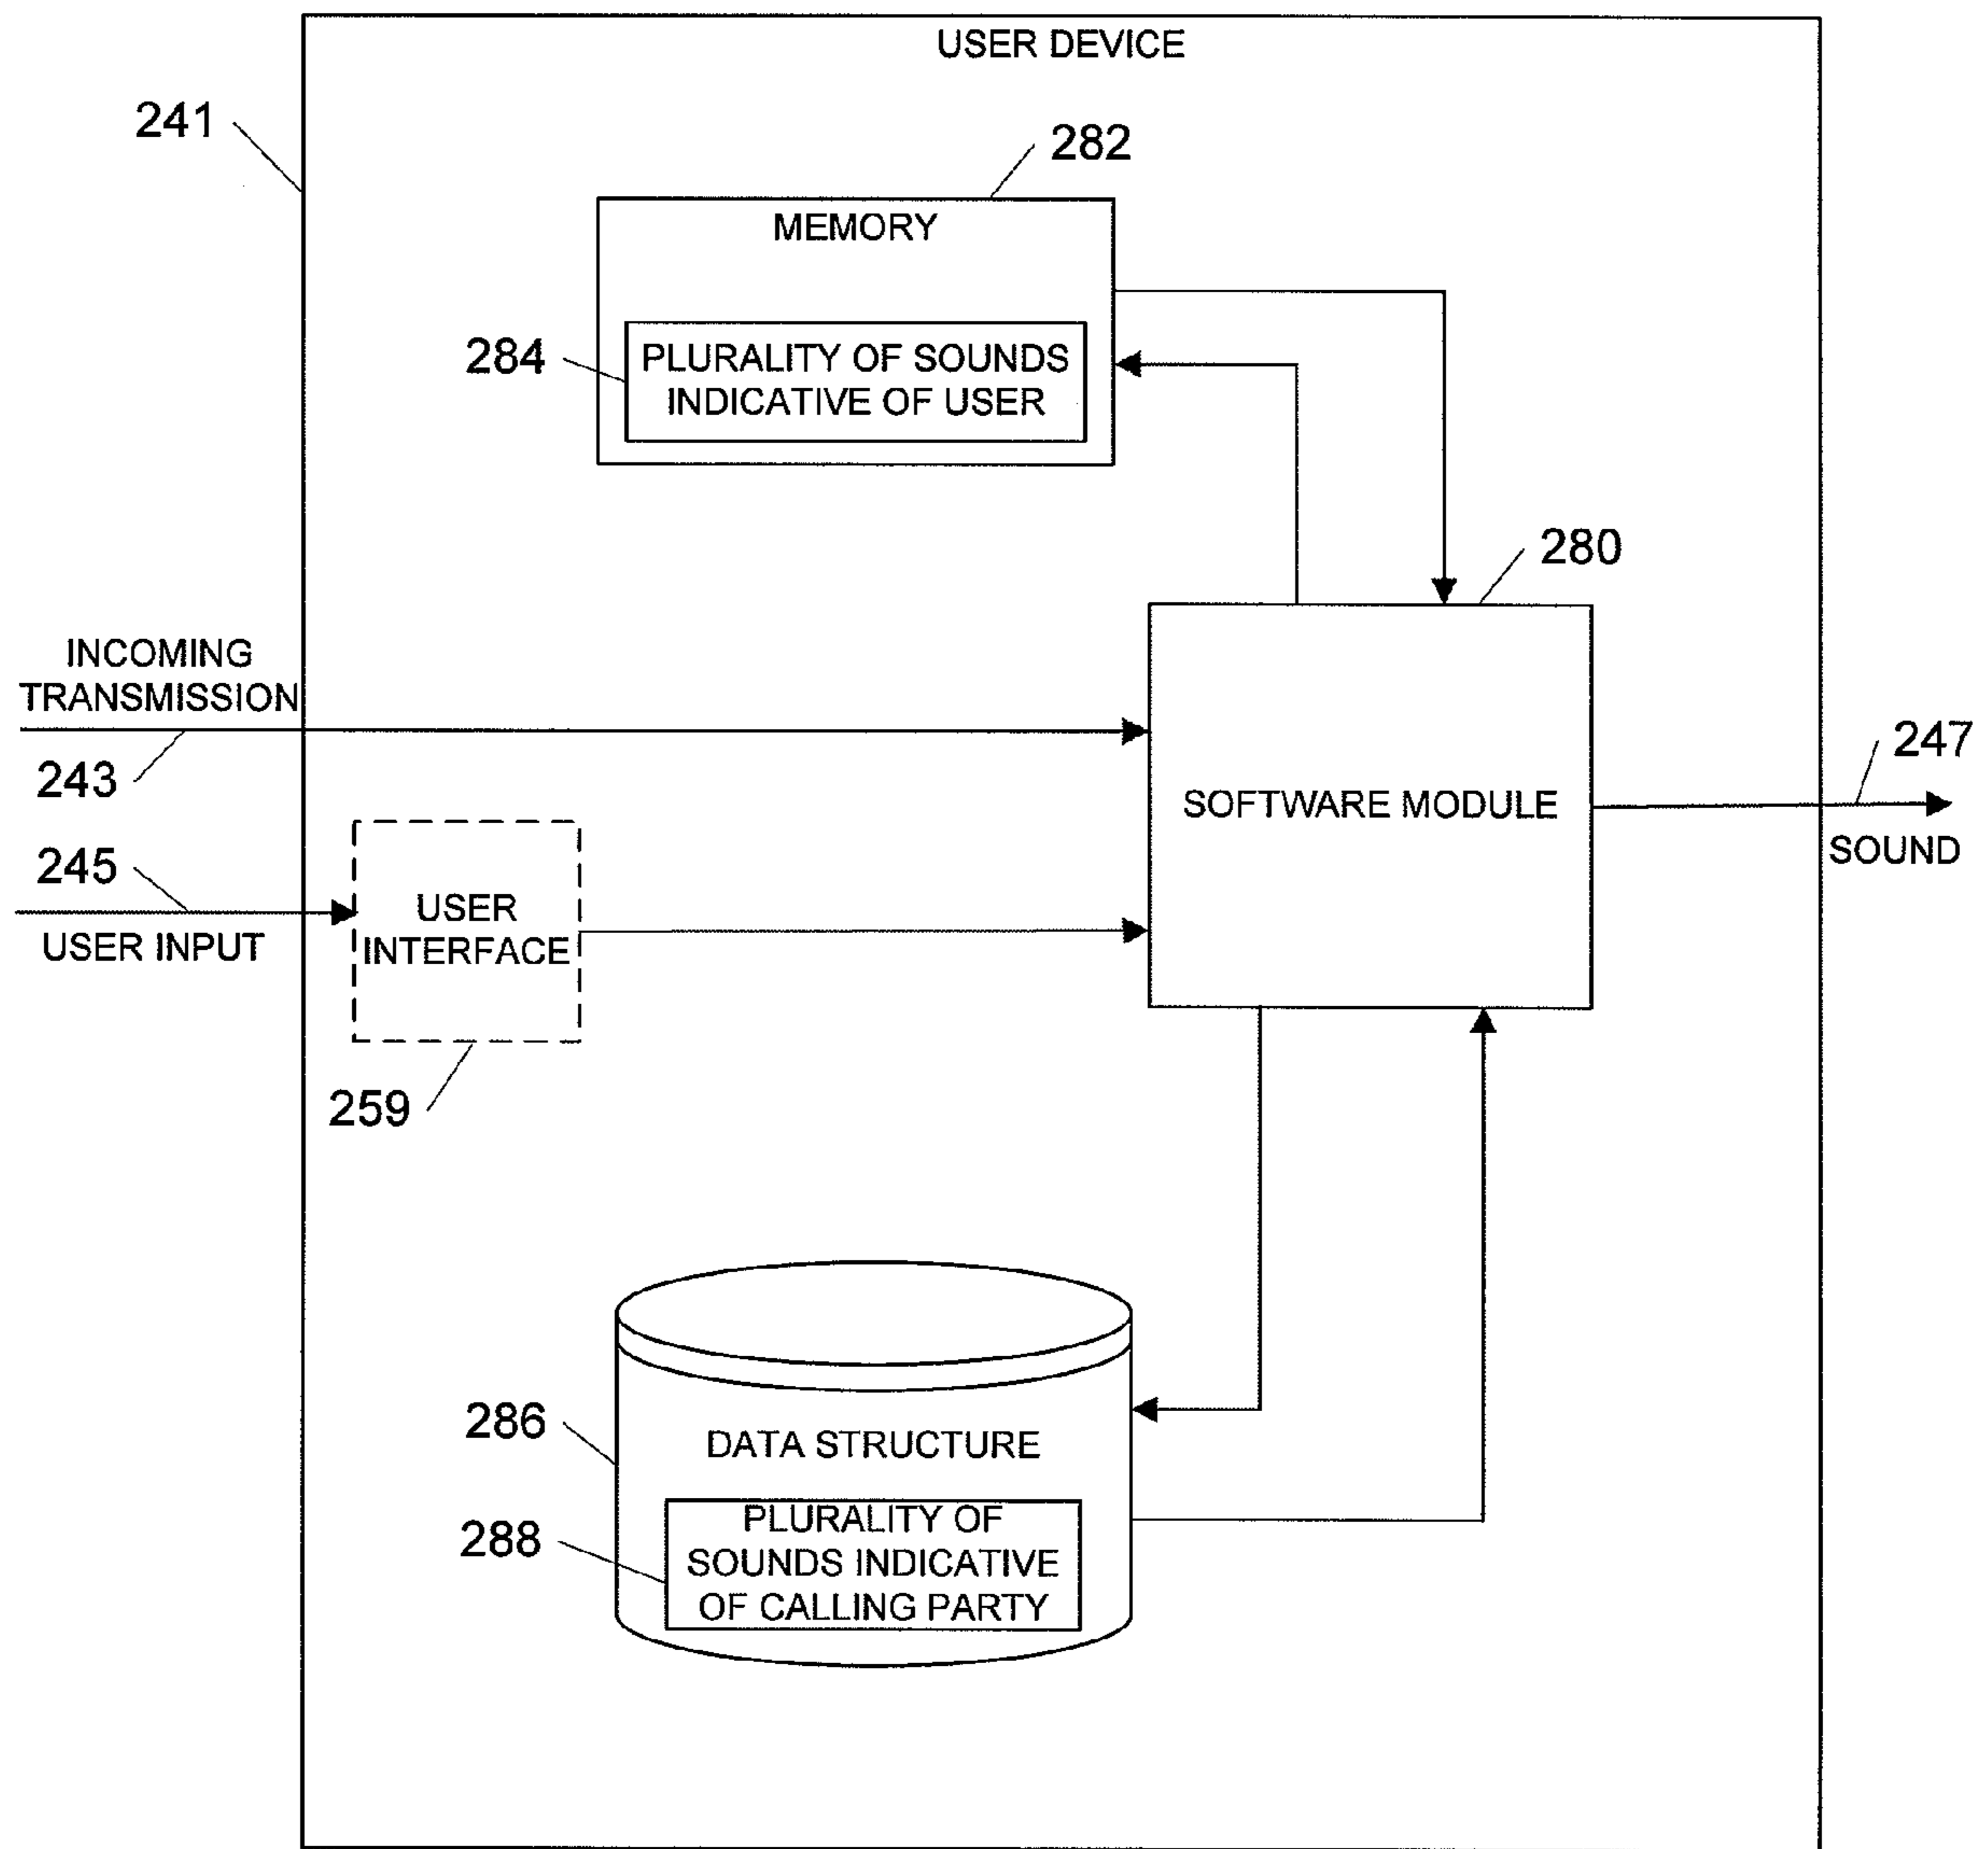 USER DEVICE
241
282
MEMORY
284
PLURALITY OF SOUNDS
INDICATIVE OF USER
280
INCOMING
TRANSMISSION
243
SOFTWARE MODULE
247
SOUND
245
USER INPUT
USER
INTERFACE
259
286
DATA STRUCTURE
288
PLURALITY OF
SOUNDS INDICATIVE
OF CALLING PARTY